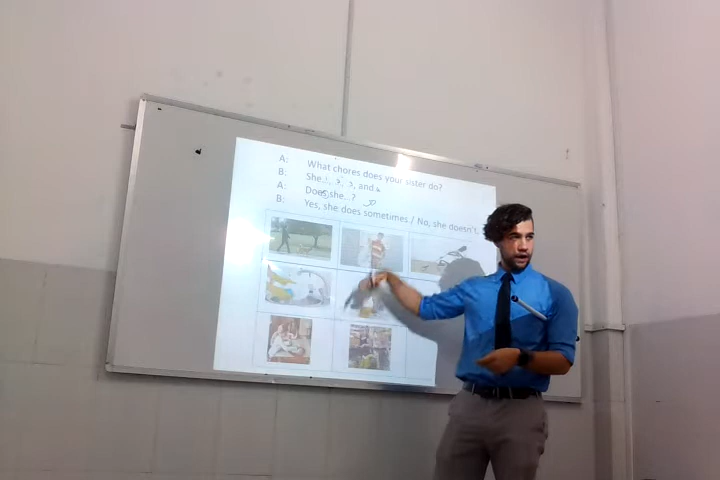 A: What chores does your sister do?
B: She... 1, 2, 3, and 4
A: Does she...?
B: Yes, she does sometimes./ No, she doesn't.